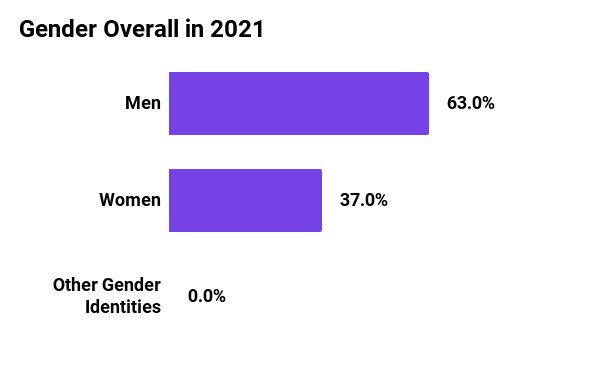 Gender Overall in 2021
Men 63.0%
Women 37.0%
Other Gender
Identities 0.0%